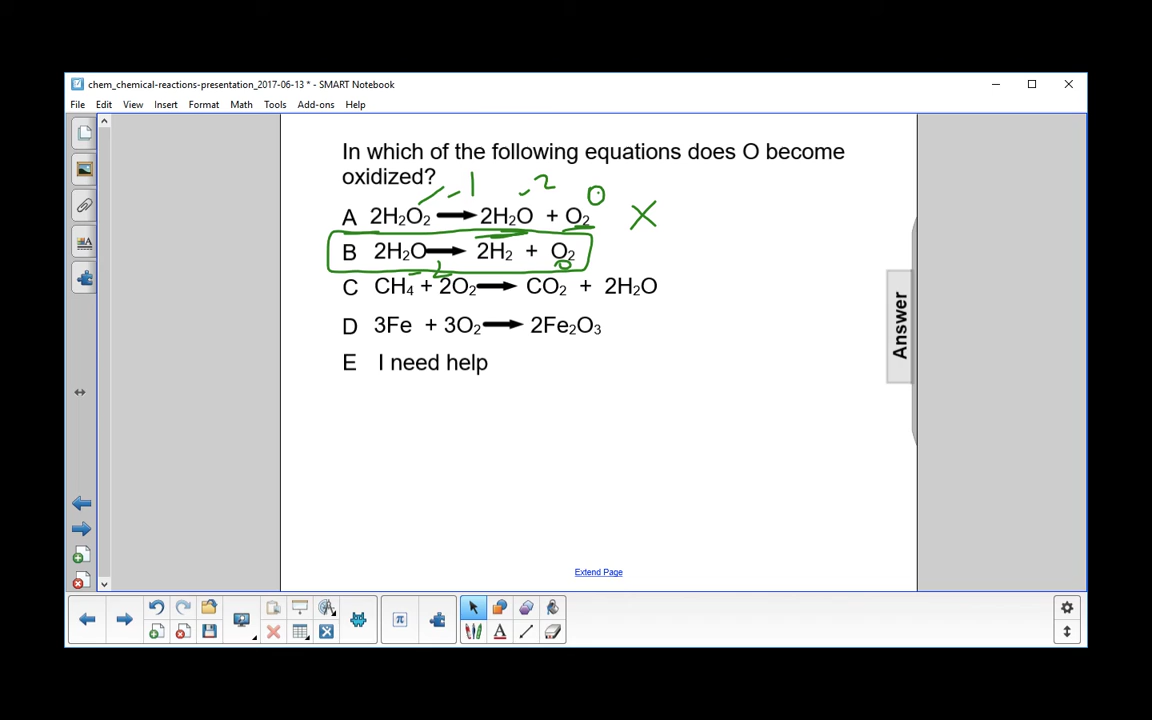 chem_chemical-reactions-presentation_2017-06-13 * - SMART Notebook
File Edit View Insert Format Math Tools Add-ons Help
In which of the following equations does O become
oxidized?
-1 -2 0
A 2H₂O₂ → 2H₂O + O₂ X
B 2H₂O → 2H₂ + O₂
-2 0
C CH₄ + 2O₂ → CO₂ + 2H₂O
D 3Fe + 3O₂ → 2Fe₂O₃
E I need help
Answer
Extend Page
π A